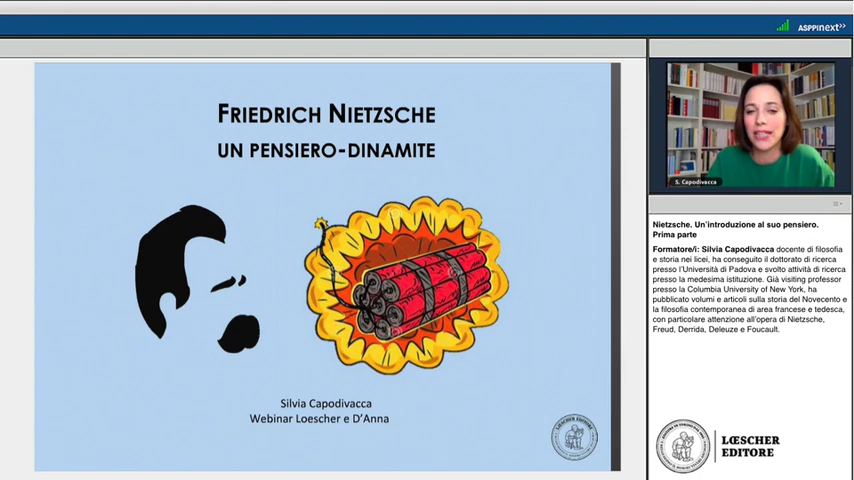 ASPPInext>>
FRIEDRICH NIETZSCHE
UN PENSIERO-DINAMITE
Silvia Capodivacca
Webinar Loescher e D'Anna
S. Capodivacca
Nietzsche. Un'introduzione al suo pensiero.
Prima parte
Formatore/i: Silvia Capodivacca docente di filosofia
e storia nei licei, ha conseguito il dottorato di ricerca
presso l'Università di Padova e svolto attività di ricerca
presso la medesima istituzione. Già visiting professor
presso la Columbia University of New York, ha
pubblicato volumi e articoli sulla storia del Novecento e
la filosofia contemporanea di area francese e tedesca,
con particolare attenzione all'opera di Nietzsche,
Freud, Derrida, Deleuze e Foucault.
LŒSCHER
EDITORE